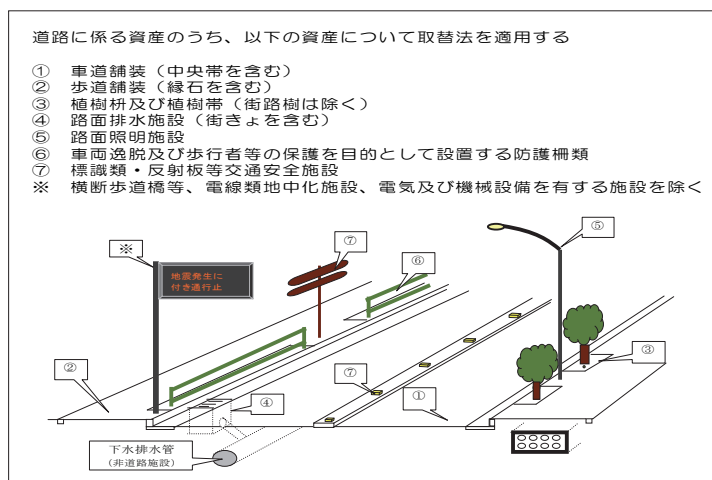 道路に係る資産のうち、以下の資産について取替法を適用する
① 車道舗装（中央帯を含む）
② 歩道舗装（縁石を含む）
③ 植樹枡及び植樹帯（街路樹は除く）
④ 路面排水施設（街きょを含む）
⑤ 路面照明施設
⑥ 車両逸脱及び歩行者等の保護を目的として設置する防護柵類
⑦ 標識類・反射板等交通安全施設
※ 横断歩道橋等、電線類地中化施設、電気及び機械設備を有する施設を除く
⑤
⑦
※
⑥
地震発生に
付き通行止
③
②
⑦
①
④
下水排水管
(非道路施設)